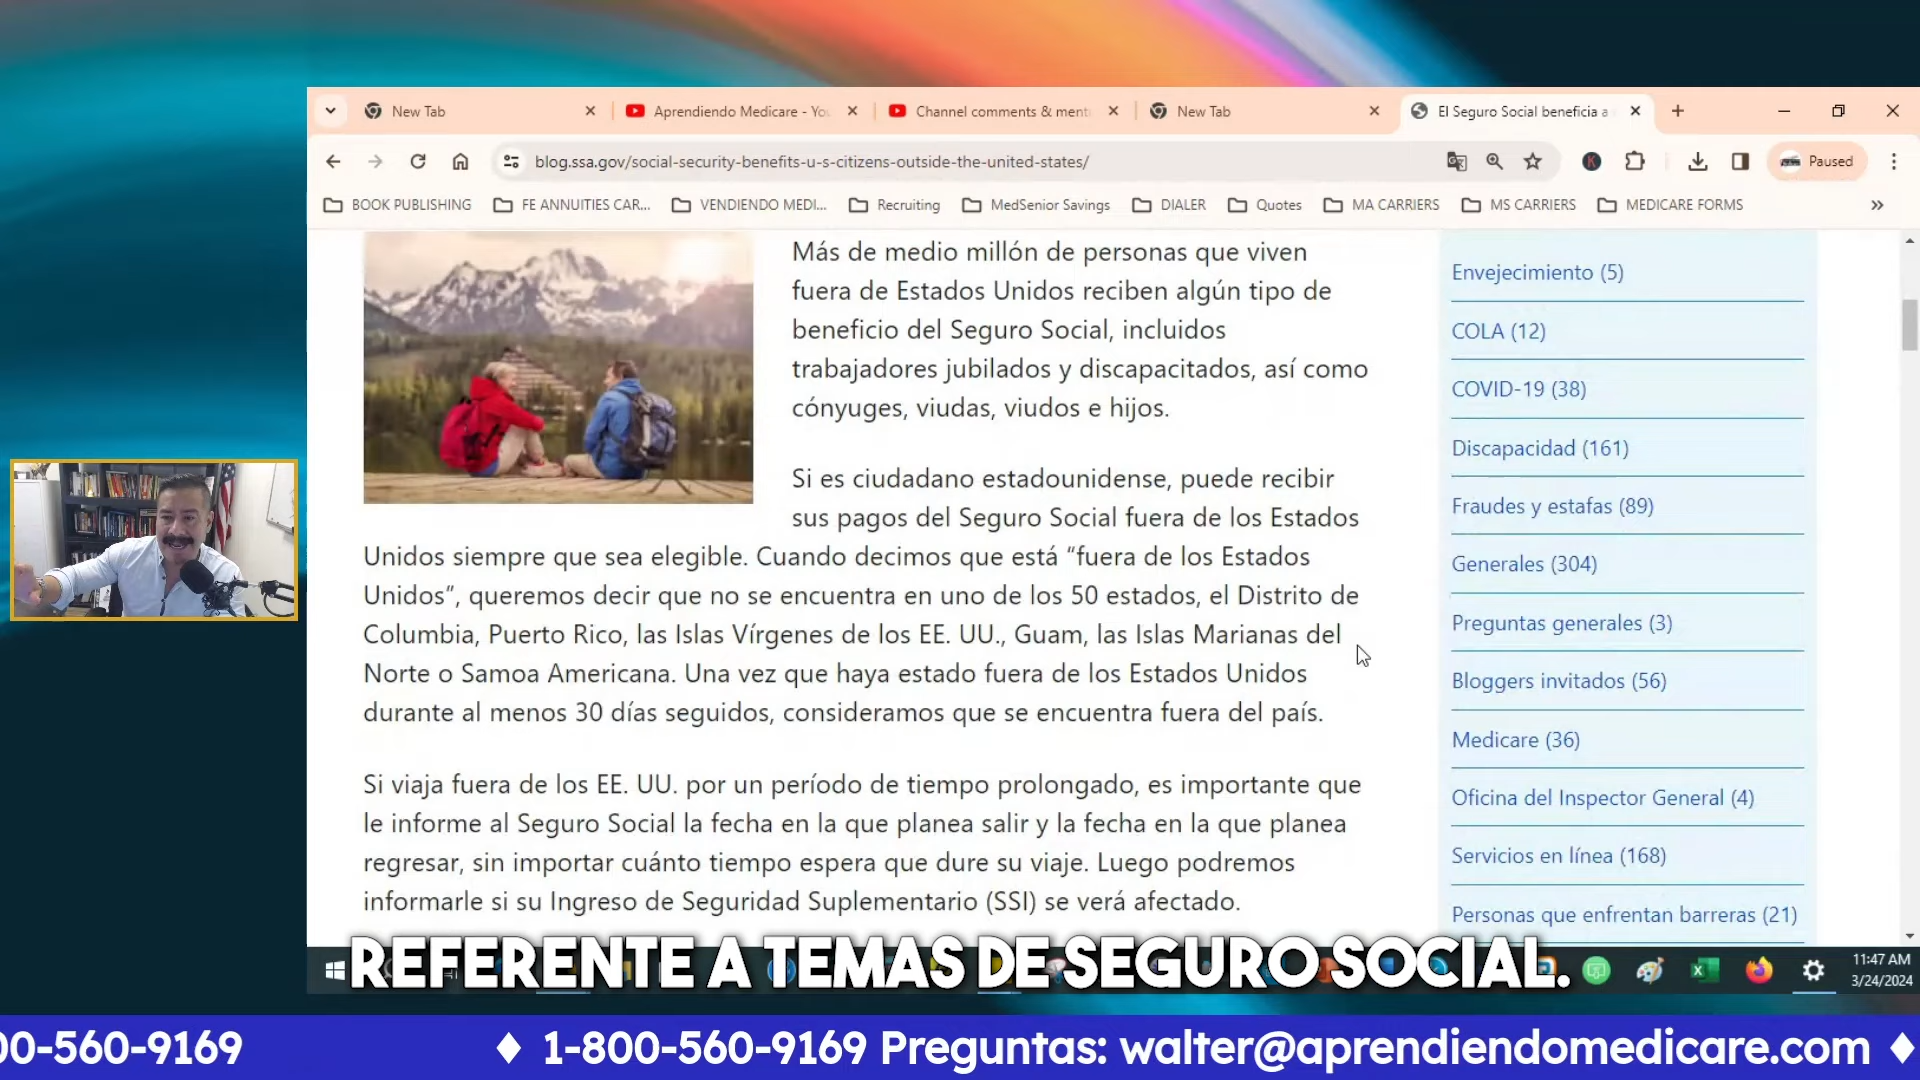 New Tab
Aprendiendo Medicare - You
Channel comments & ment
New Tab
El Seguro Social beneficia a
blog.ssa.gov/social-security-benefits-u-s-citizens-outside-the-united-states/
K
Paused
BOOK PUBLISHING
FE ANNUITIES CAR...
VENDIENDO MEDI...
Recruiting
MedSenior Savings
DIALER
Quotes
MA CARRIERS
MS CARRIERS
MEDICARE FORMS
Más de medio millón de personas que viven
fuera de Estados Unidos reciben algún tipo de
beneficio del Seguro Social, incluidos
trabajadores jubilados y discapacitados, así como
cónyuges, viudas, viudos e hijos.
Si es ciudadano estadounidense, puede recibir
sus pagos del Seguro Social fuera de los Estados
Unidos siempre que sea elegible. Cuando decimos que está “fuera de los Estados
Unidos”, queremos decir que no se encuentra en uno de los 50 estados, el Distrito de
Columbia, Puerto Rico, las Islas Vírgenes de los EE. UU., Guam, las Islas Marianas del
Norte o Samoa Americana. Una vez que haya estado fuera de los Estados Unidos
durante al menos 30 días seguidos, consideramos que se encuentra fuera del país.
Si viaja fuera de los EE. UU. por un período de tiempo prolongado, es importante que
le informe al Seguro Social la fecha en la que planea salir y la fecha en la que planea
regresar, sin importar cuánto tiempo espera que dure su viaje. Luego podremos
informarle si su Ingreso de Seguridad Suplementario (SSI) se verá afectado.
Envejecimiento (5)
COLA (12)
COVID-19 (38)
Discapacidad (161)
Fraudes y estafas (89)
Generales (304)
Preguntas generales (3)
Bloggers invitados (56)
Medicare (36)
Oficina del Inspector General (4)
Servicios en línea (168)
Personas que enfrentan barreras (21)
REFERENTE A TEMAS DE SEGURO SOCIAL.
11:47 AM
3/24/2024
00-560-9169 ♦ 1-800-560-9169 Preguntas: walter@aprendiendomedicare.com ♦